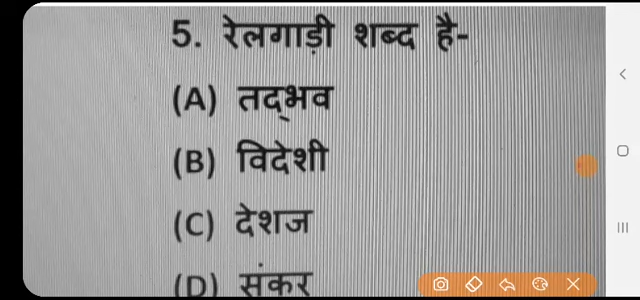 5. रेलगाड़ी शब्द है-
(A) तद्भव
(B) विदेशी
(C) देशज
(D) संकर